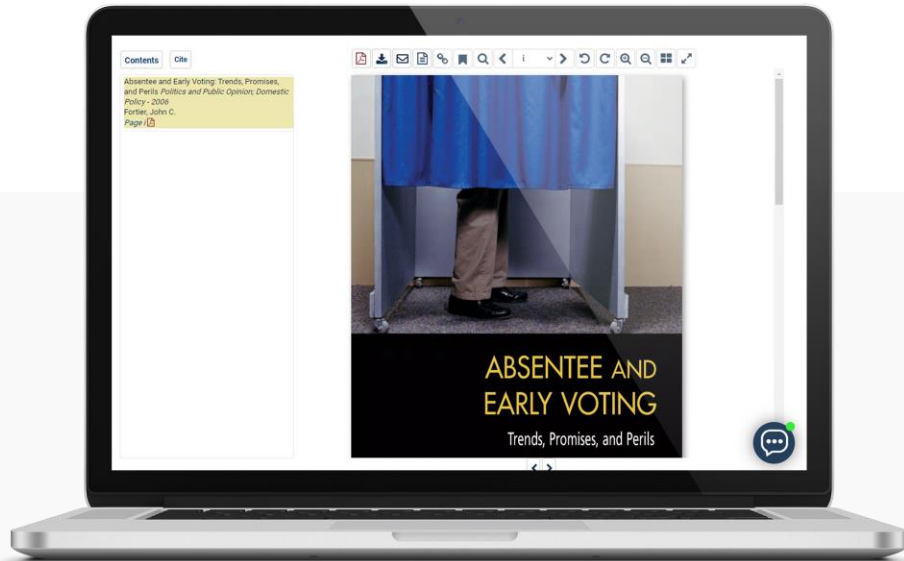 Contents Cite
i
Absentee and Early Voting: Trends, Promises,
and Perils Politics and Public Opinion; Domestic
Policy - 2006
Fortier, John C.
Page i
ABSENTEE AND
EARLY VOTING
Trends, Promises, and Perils